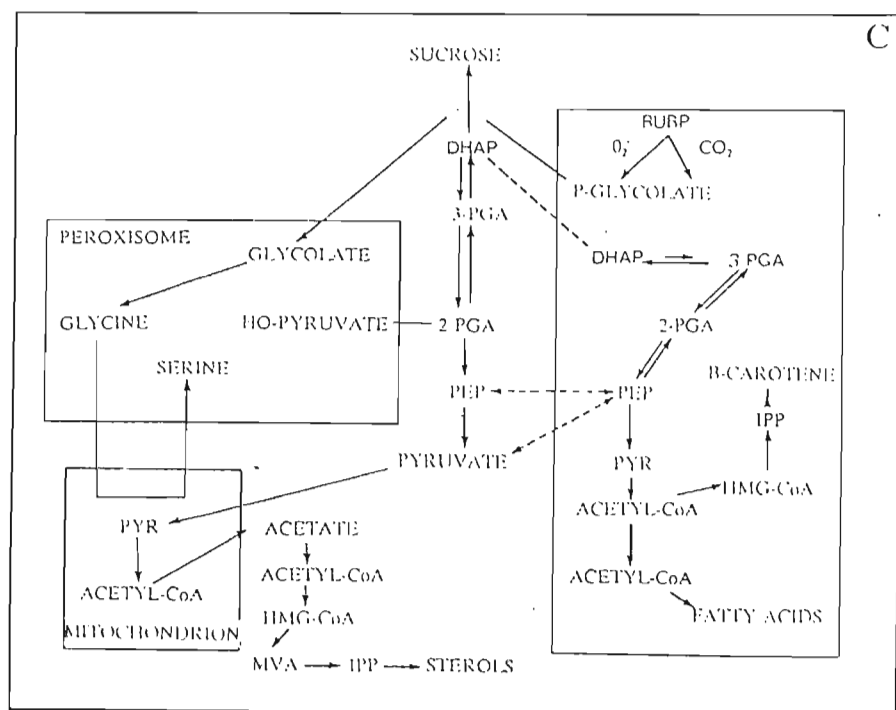 C
SUCROSE
RUBP
O₂ CO₂
DHAP
P-GLYCOLATE
3-PGA
PEROXISOME
GLYCOLATE
DHAP 3 PGA
GLYCINE HO-PYRUVATE 2 PGA 2-PGA
SERINE
B-CAROTENE
PEP PEP
IPP
PYRUVATE PYR
HMG-CoA
ACETYL-CoA
PYR ACETATE
ACETYL-CoA ACETYL-CoA
ACETYL-CoA
HMG-CoA FATTY ACIDS
MITOCHONDRION
MVA IPP STEROLS